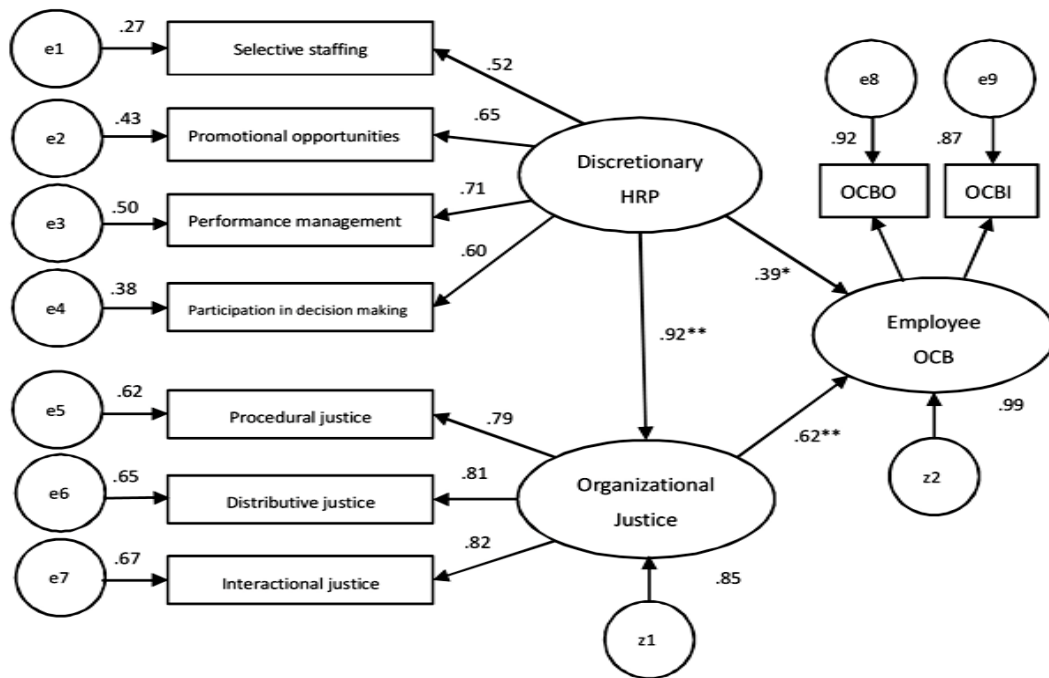 e1
.27
Selective staffing
.52
e2
.43
Promotional opportunities
.65
e3
.50
Performance management
.71
e4
.38
Participation in decision making
.60
Discretionary
HRP
e8
e9
.92
.87
OCBO
OCBI
.39*
.92**
Employee
OCB
.99
z2
.62**
e5
.62
Procedural justice
.79
e6
.65
Distributive justice
.81
e7
.67
Interactional justice
.82
Organizational
Justice
.85
z1